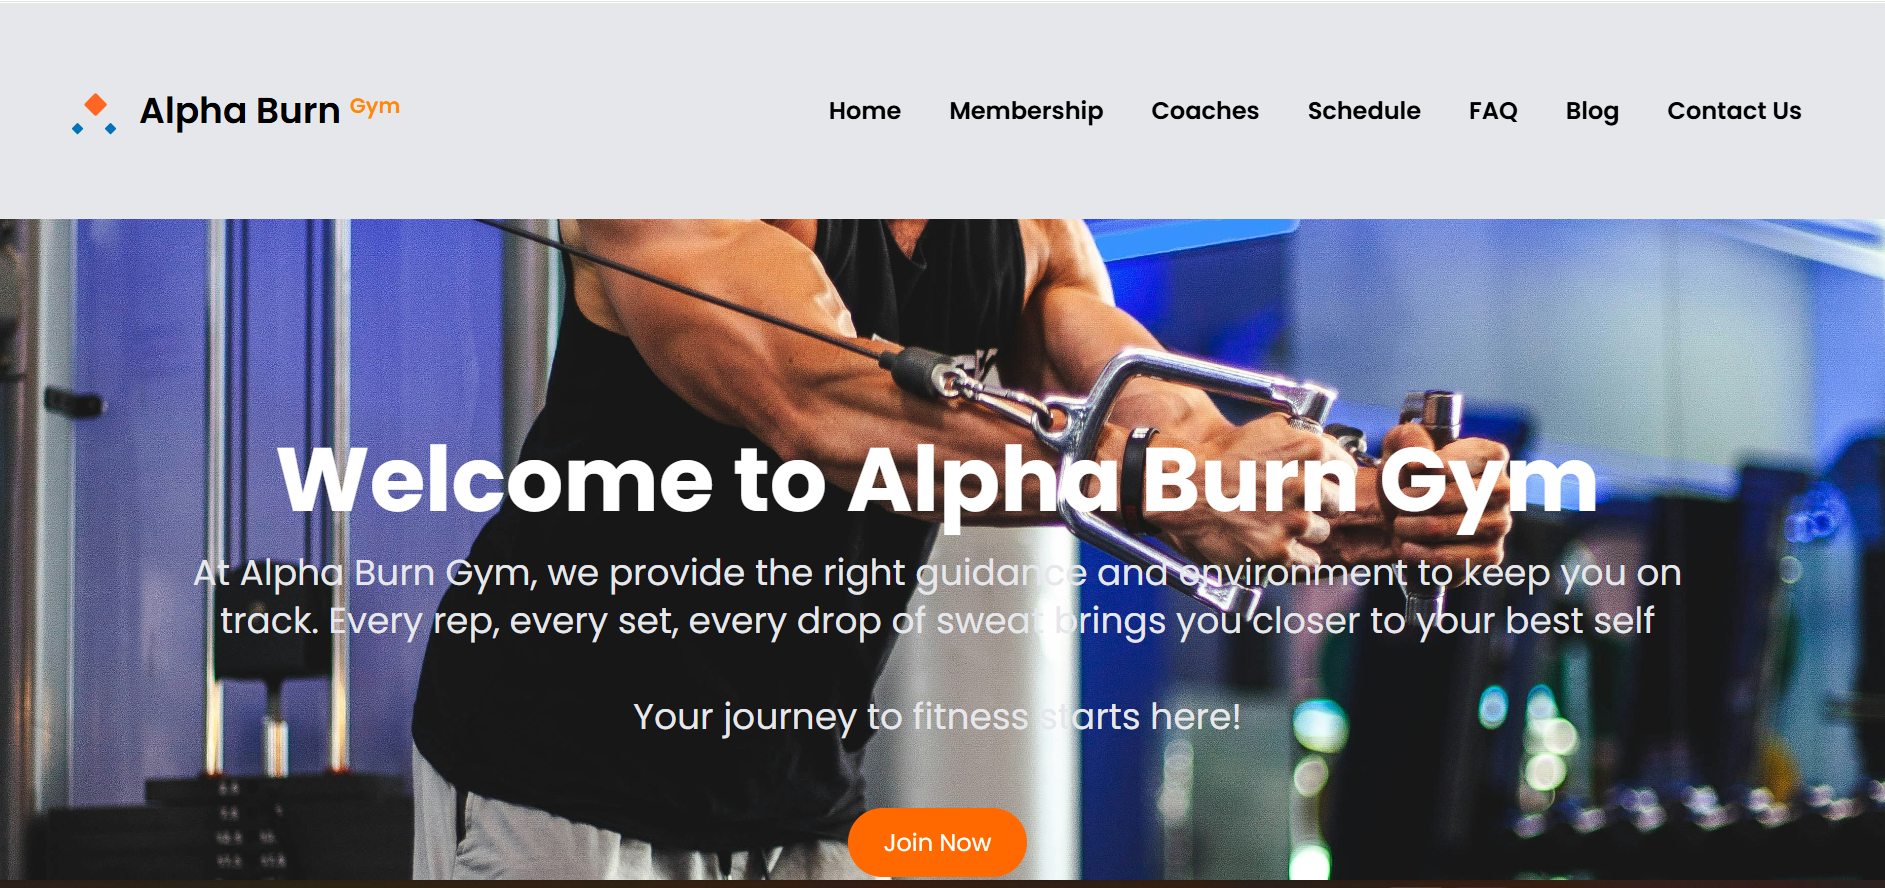 Alpha Burn Gym
Home Membership Coaches Schedule FAQ Blog Contact Us
Welcome to Alpha Burn Gym
At Alpha Burn Gym, we provide the right guidance and environment to keep you on
track. Every rep, every set, every drop of sweat brings you closer to your best self
Your journey to fitness starts here!
Join Now